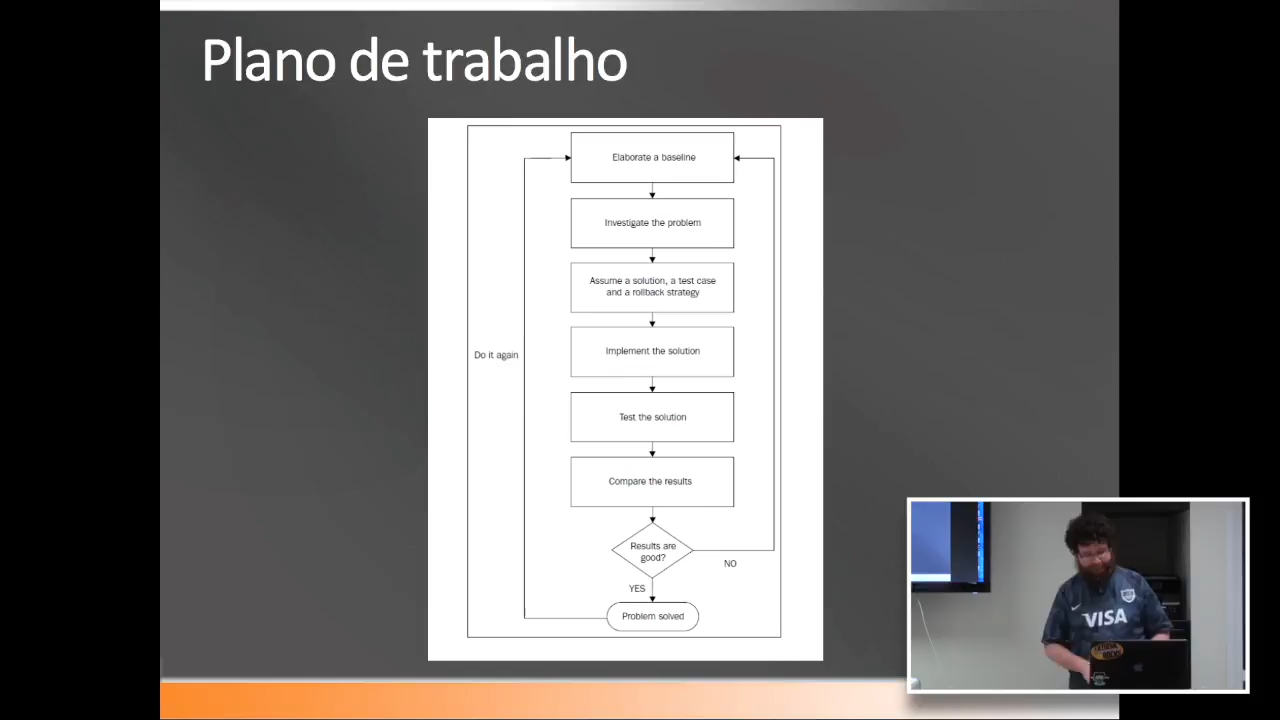 Plano de trabalho
Elaborate a baseline
Investigate the problem
Assume a solution, a test case
and a rollback strategy
Do it again
Implement the solution
Test the solution
Compare the results
Results are
good?
NO
YES
Problem solved
VISA